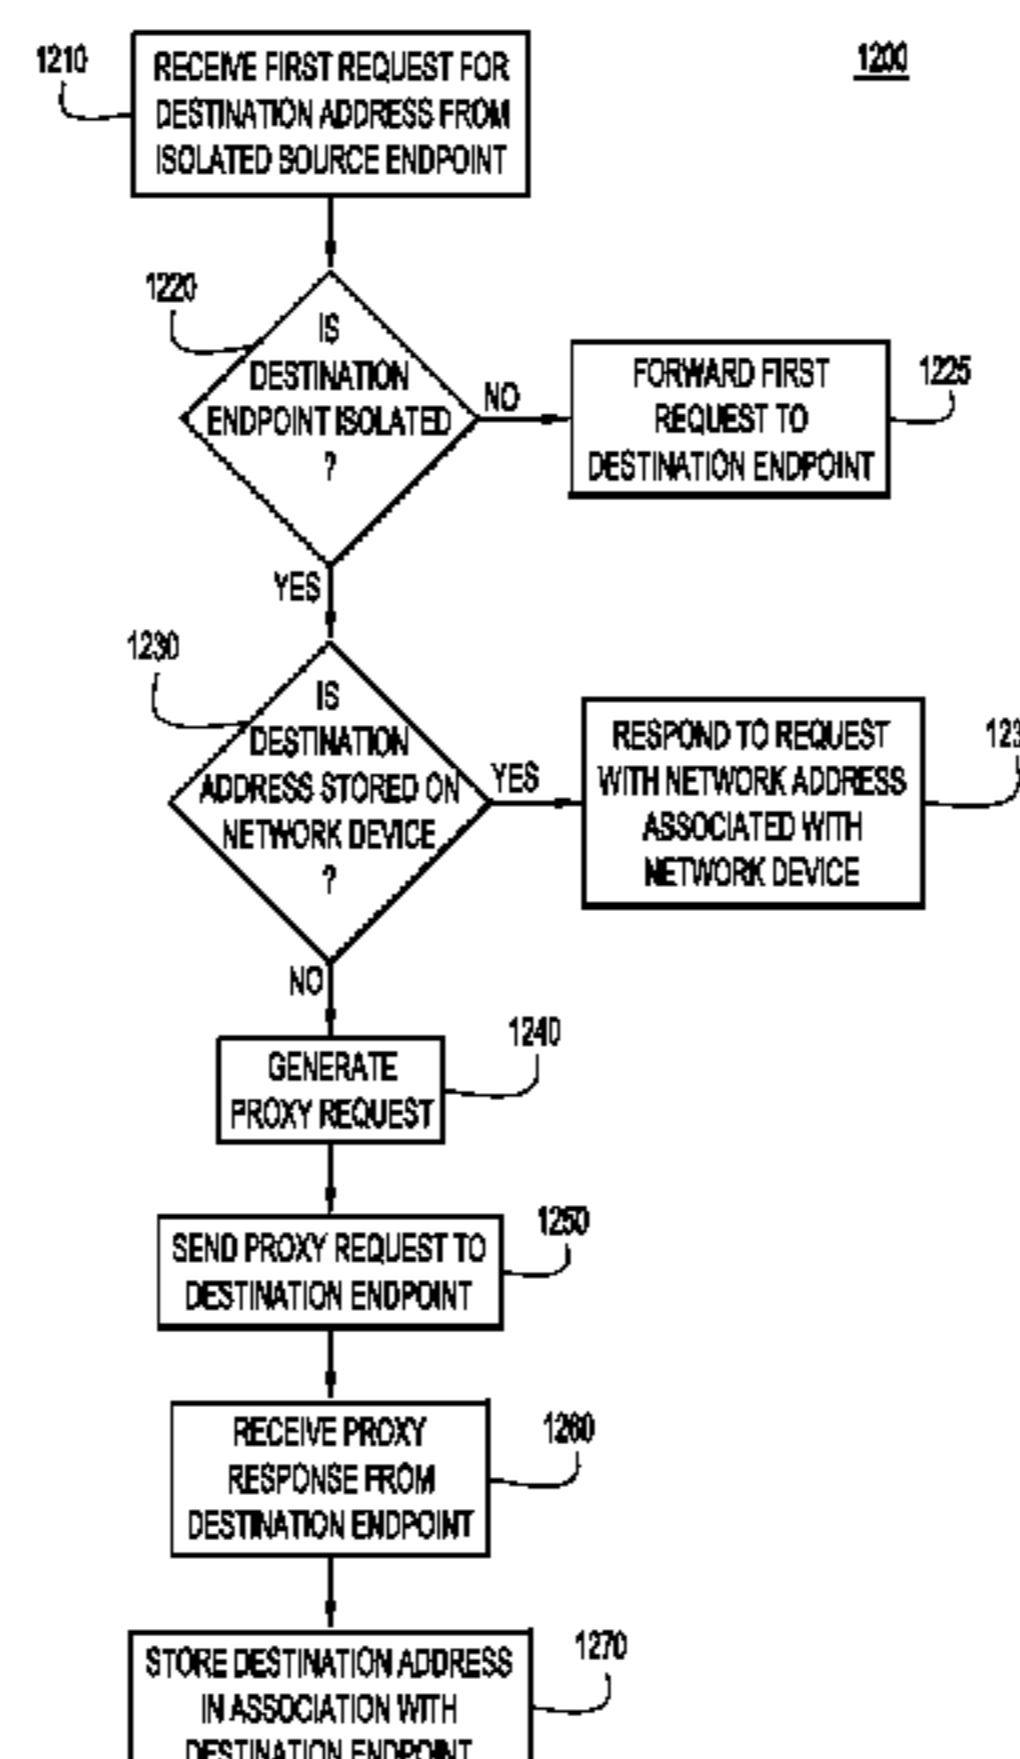 1200
1210
RECEIVE FIRST REQUEST FOR
DESTINATION ADDRESS FROM
ISOLATED SOURCE ENDPOINT
1220
IS
DESTINATION
ENDPOINT ISOLATED
?
NO
FORWARD FIRST
REQUEST TO
DESTINATION ENDPOINT
1225
YES
1230
IS
DESTINATION
ADDRESS STORED ON
NETWORK DEVICE
?
YES
RESPOND TO REQUEST
WITH NETWORK ADDRESS
ASSOCIATED WITH
NETWORK DEVICE
NO
GENERATE
PROXY REQUEST
1240
SEND PROXY REQUEST TO
DESTINATION ENDPOINT
1250
RECEIVE PROXY
RESPONSE FROM
DESTINATION ENDPOINT
1260
STORE DESTINATION ADDRESS
IN ASSOCIATION WITH
DESTINATION ENDPOINT
1270